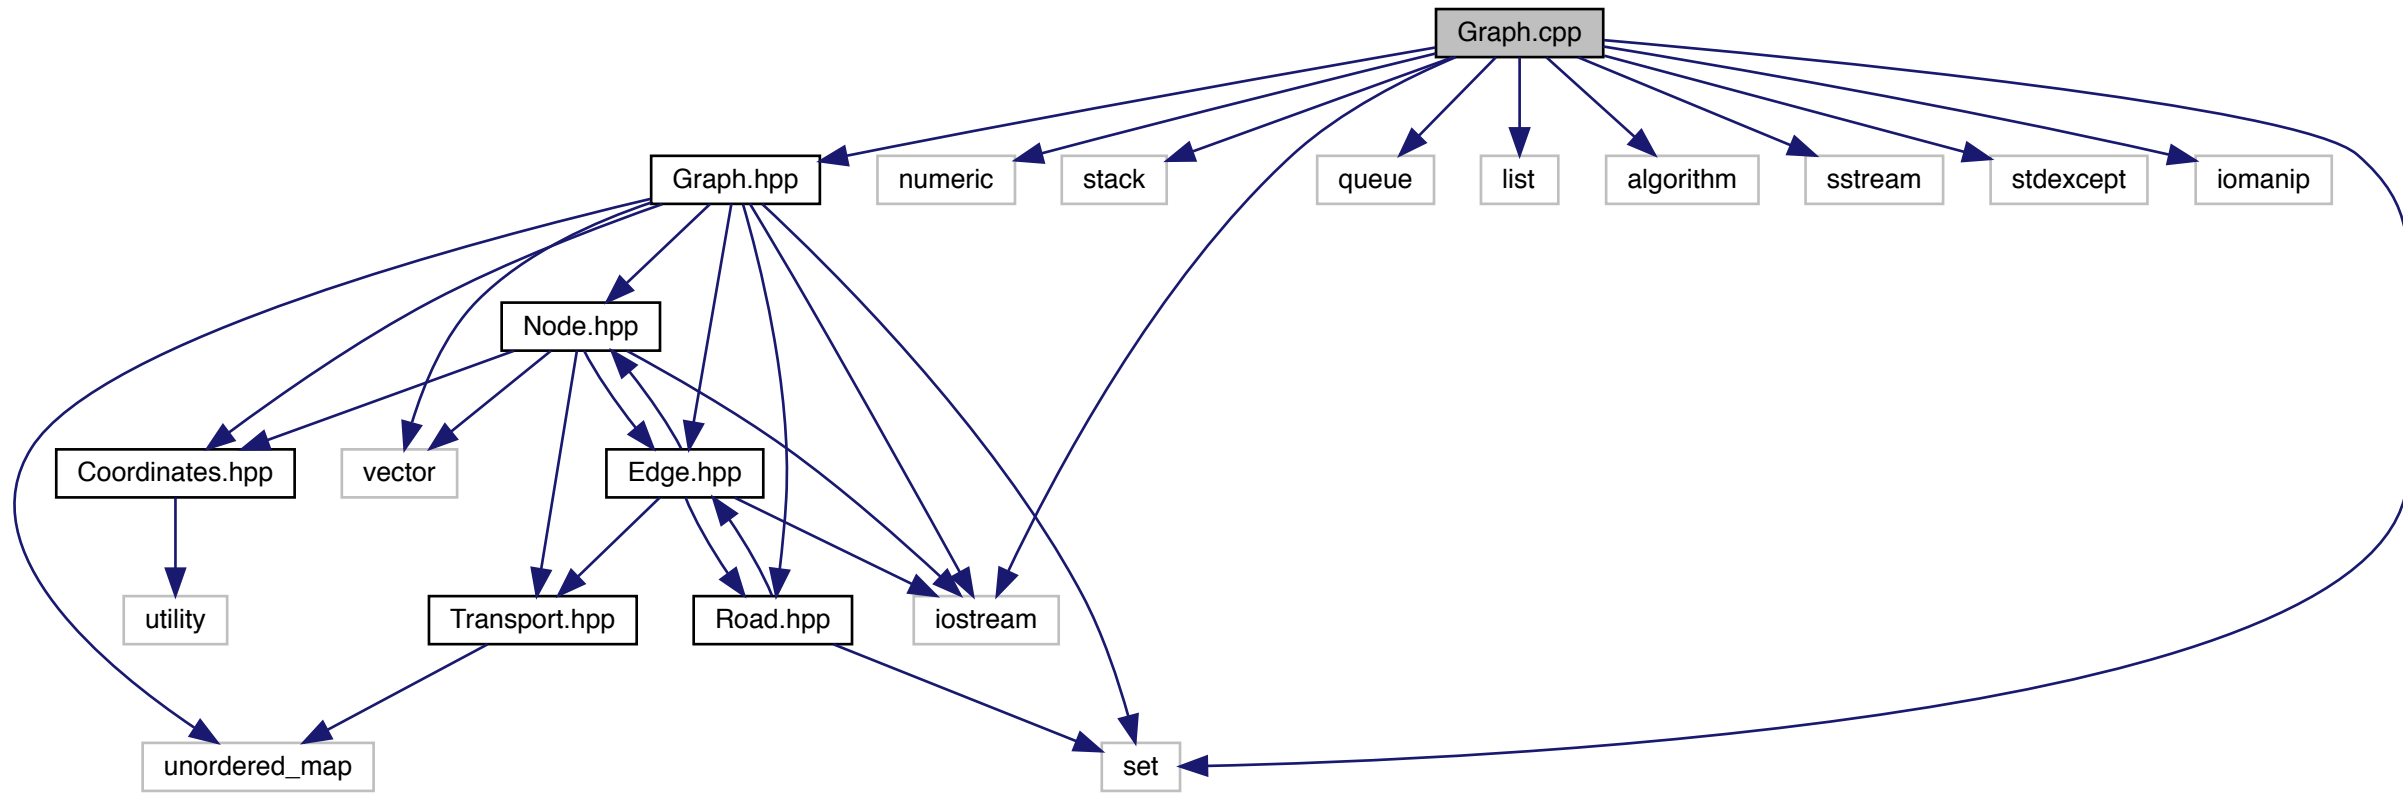 Graph.cpp
Graph.hpp
numeric
stack
queue
list
algorithm
sstream
stdexcept
iomanip
Node.hpp
Coordinates.hpp
vector
Edge.hpp
utility
Transport.hpp
Road.hpp
iostream
unordered_map
set